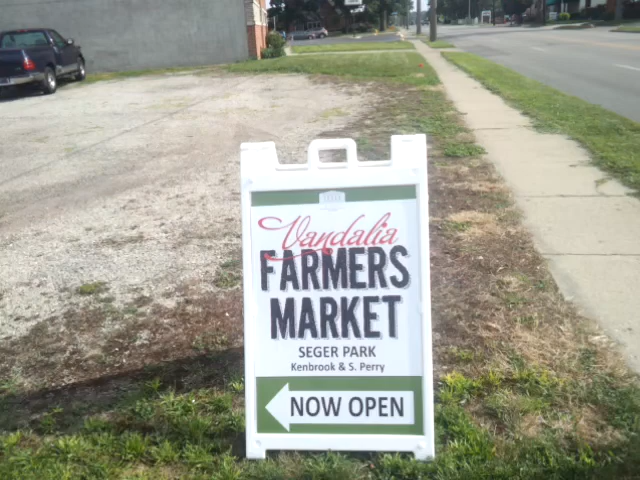 Vandalia
FARMERS
MARKET
SEGER PARK
Kenbrook & S. Perry
NOW OPEN